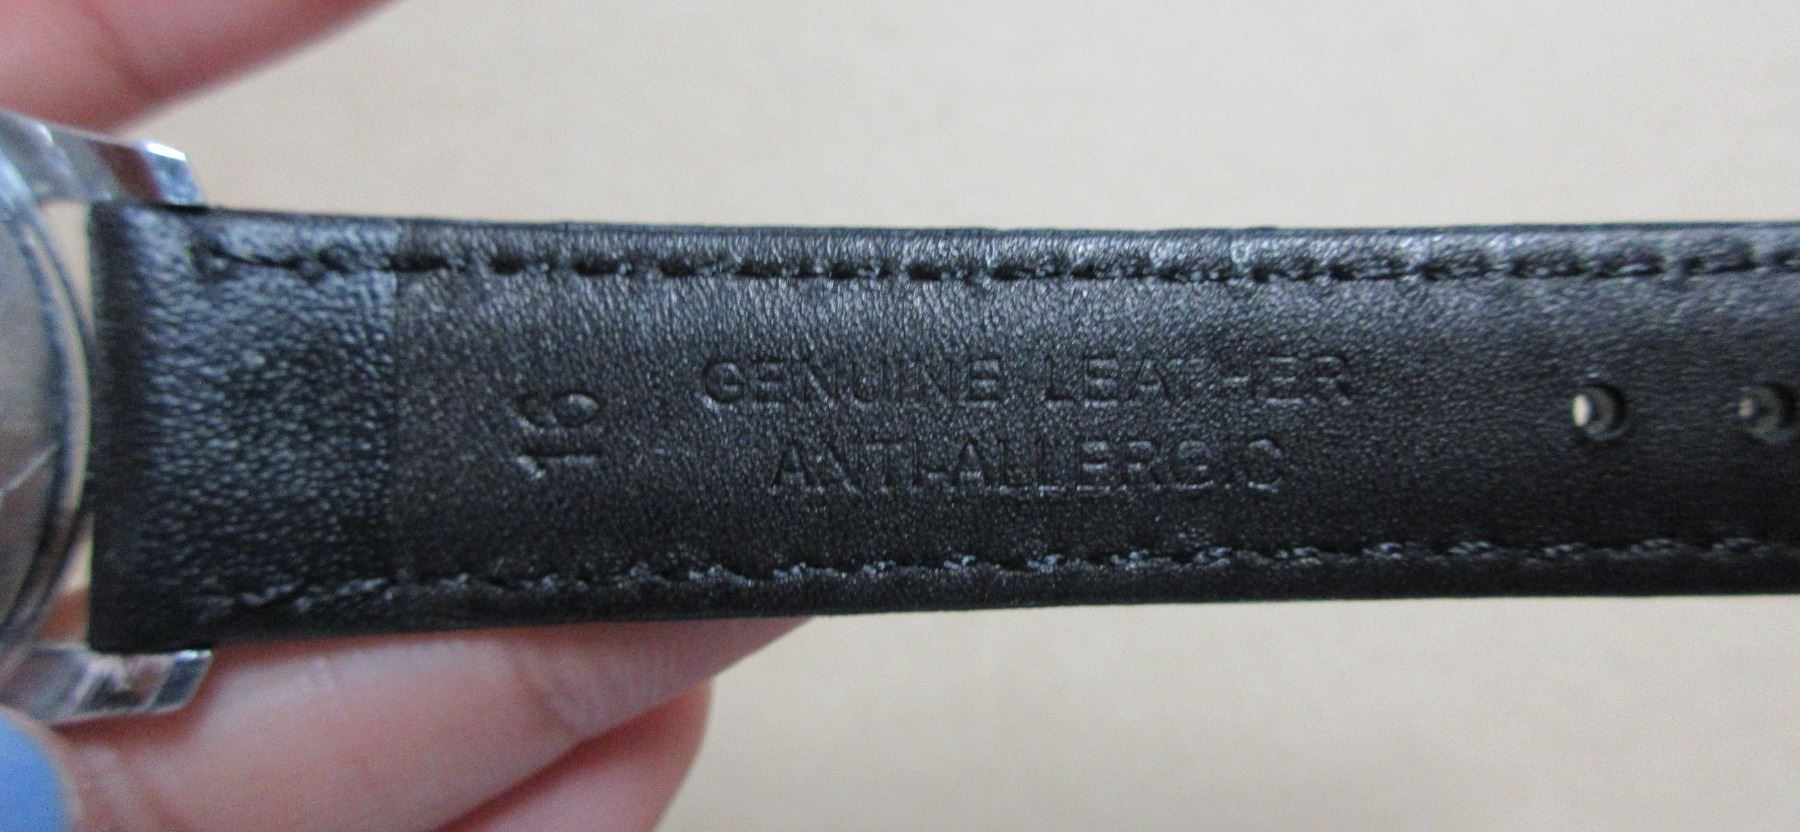 16
GENUINE LEATHER
ANTI-ALLERGIC